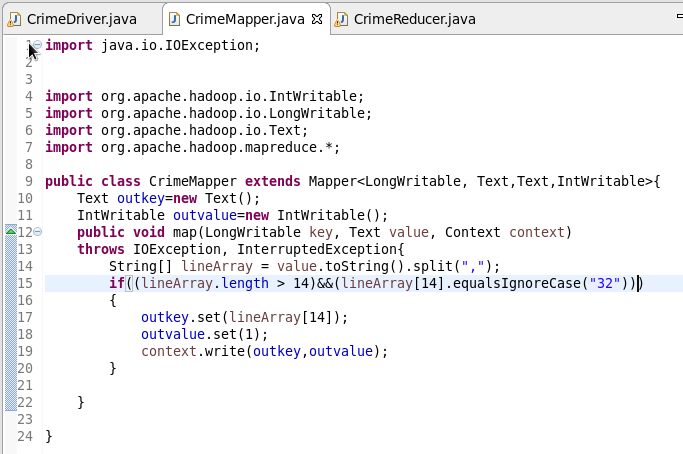 CrimeDriver.java CrimeMapper.java CrimeReducer.java
1 import java.io.IOException;
2
3
4 import org.apache.hadoop.io.IntWritable;
5 import org.apache.hadoop.io.LongWritable;
6 import org.apache.hadoop.io.Text;
7 import org.apache.hadoop.mapreduce.*;
8
9 public class CrimeMapper extends Mapper<LongWritable, Text,Text,IntWritable>{
10     Text outkey=new Text();
11     IntWritable outvalue=new IntWritable();
12     public void map(LongWritable key, Text value, Context context)
13     throws IOException, InterruptedException{
14         String[] lineArray = value.toString().split(",");
15         if((lineArray.length > 14)&&(lineArray[14].equalsIgnoreCase("32")))
16         {
17             outkey.set(lineArray[14]);
18             outvalue.set(1);
19             context.write(outkey,outvalue);
20         }
21
22     }
23
24 }